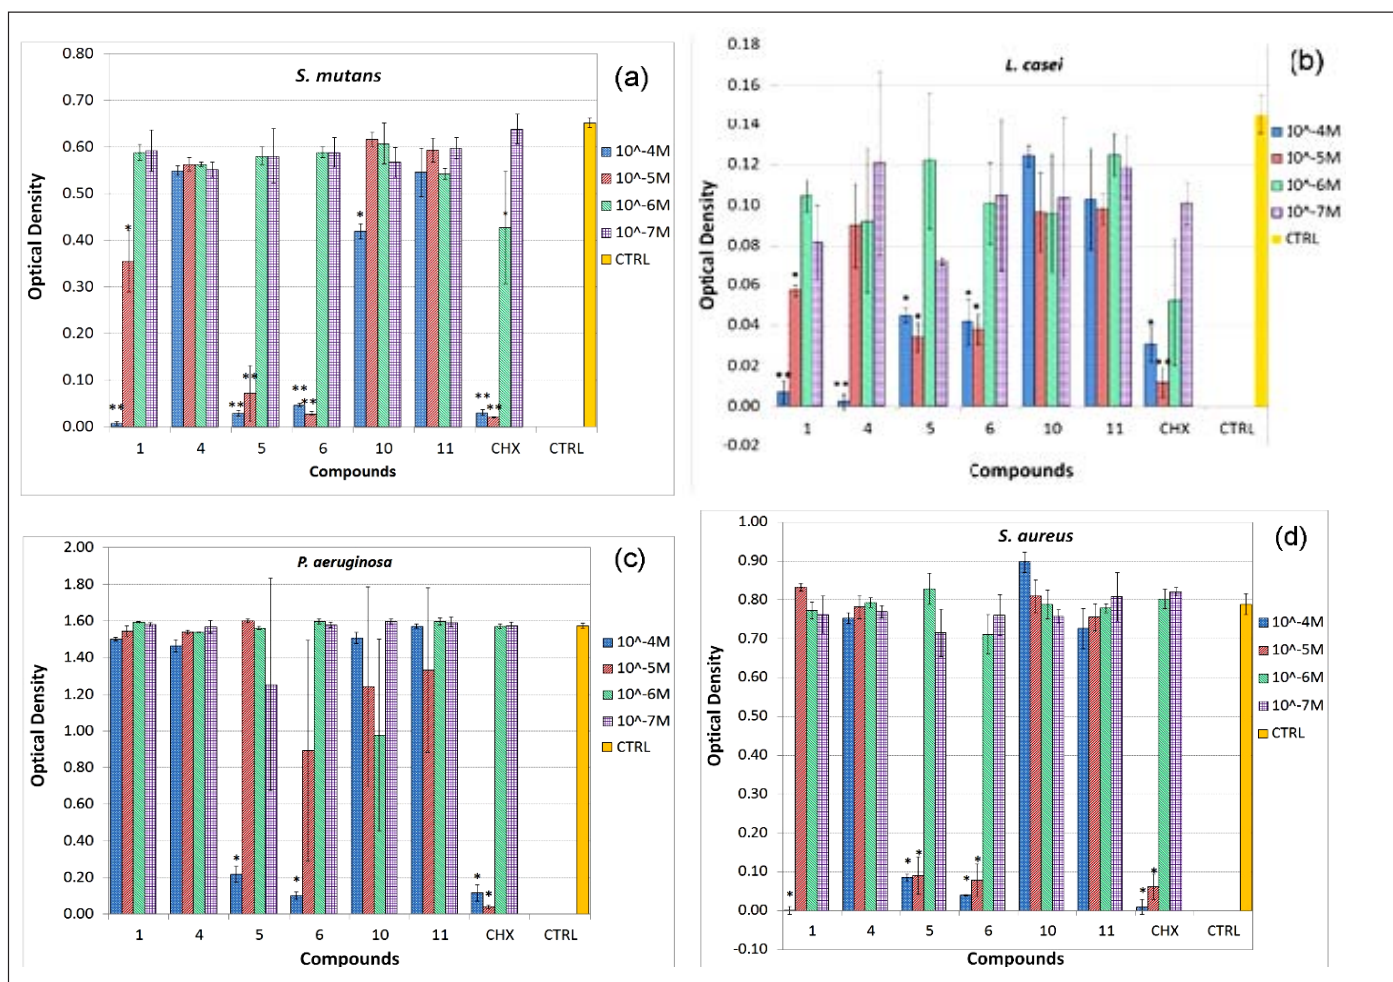 S. mutans
(a)
0.80
0.70
0.60
0.50
0.40
0.30
0.20
0.10
0.00
Optical Density
* * * * * * * * * * * * * * * *
10^-4M
10^-5M
10^-6M
10^-7M
CTRL
1 4 5 6 10 11 CHX CTRL
Compounds
L. casei
(b)
0.18
0.16
0.14
0.12
0.10
0.08
0.06
0.04
0.02
0.00
-0.02
Optical Density
* * * * * * * * * * * *
10^-4M
10^-5M
10^-6M
10^-7M
CTRL
1 4 5 6 10 11 CHX CTRL
Compounds
P. aeruginosa
(c)
2.00
1.80
1.60
1.40
1.20
1.00
0.80
0.60
0.40
0.20
0.00
Optical Density
* * * *
10^-4M
10^-5M
10^-6M
10^-7M
CTRL
1 4 5 6 10 11 CHX CTRL
Compounds
S. aureus
(d)
1.00
0.90
0.80
0.70
0.60
0.50
0.40
0.30
0.20
0.10
0.00
-0.10
Optical Density
* * * * * * *
10^-4M
10^-5M
10^-6M
10^-7M
CTRL
1 4 5 6 10 11 CHX CTRL
Compounds